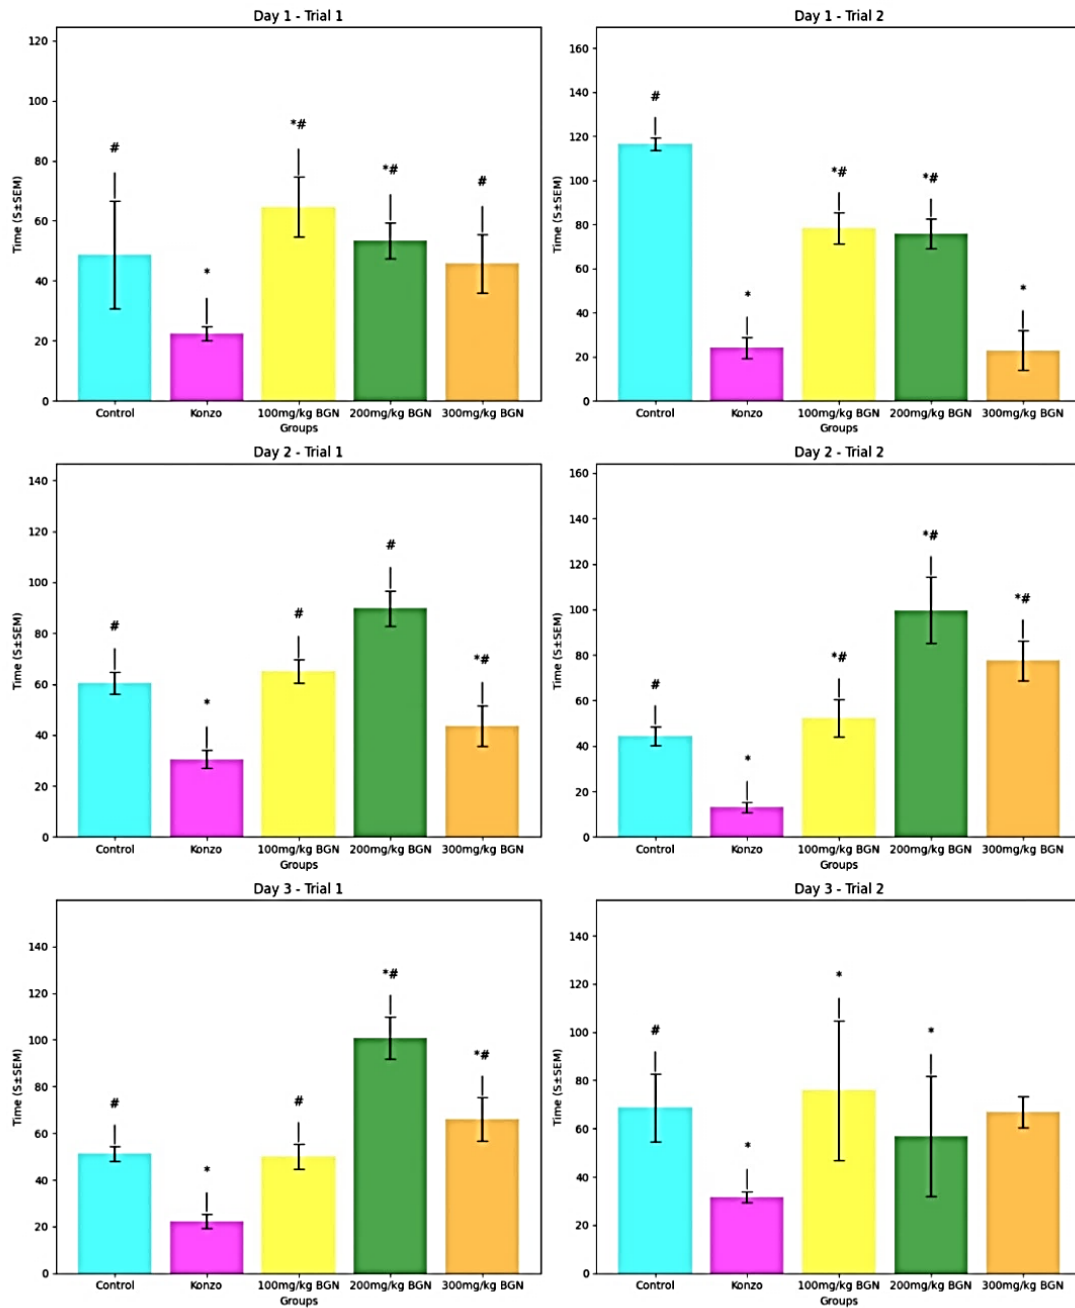 Day 1 - Trial 1
Time (S±SEM)
120
100
80
60
40
20
0
# * *# *# #
Control Konzo 100mg/kg BGN 200mg/kg BGN 300mg/kg BGN
Groups
Day 1 - Trial 2
Time (S±SEM)
160
140
120
100
80
60
40
20
0
# * *# *# *
Control Konzo 100mg/kg BGN 200mg/kg BGN 300mg/kg BGN
Groups
Day 2 - Trial 1
Time (S±SEM)
140
120
100
80
60
40
20
0
# * # # *#
Control Konzo 100mg/kg BGN 200mg/kg BGN 300mg/kg BGN
Groups
Day 2 - Trial 2
Time (S±SEM)
160
140
120
100
80
60
40
20
0
# * *# *# *#
Control Konzo 100mg/kg BGN 200mg/kg BGN 300mg/kg BGN
Groups
Day 3 - Trial 1
Time (S±SEM)
140
120
100
80
60
40
20
0
# * # *# *#
Control Konzo 100mg/kg BGN 200mg/kg BGN 300mg/kg BGN
Groups
Day 3 - Trial 2
Time (S±SEM)
140
120
100
80
60
40
20
0
# * * *
Control Konzo 100mg/kg BGN 200mg/kg BGN 300mg/kg BGN
Groups